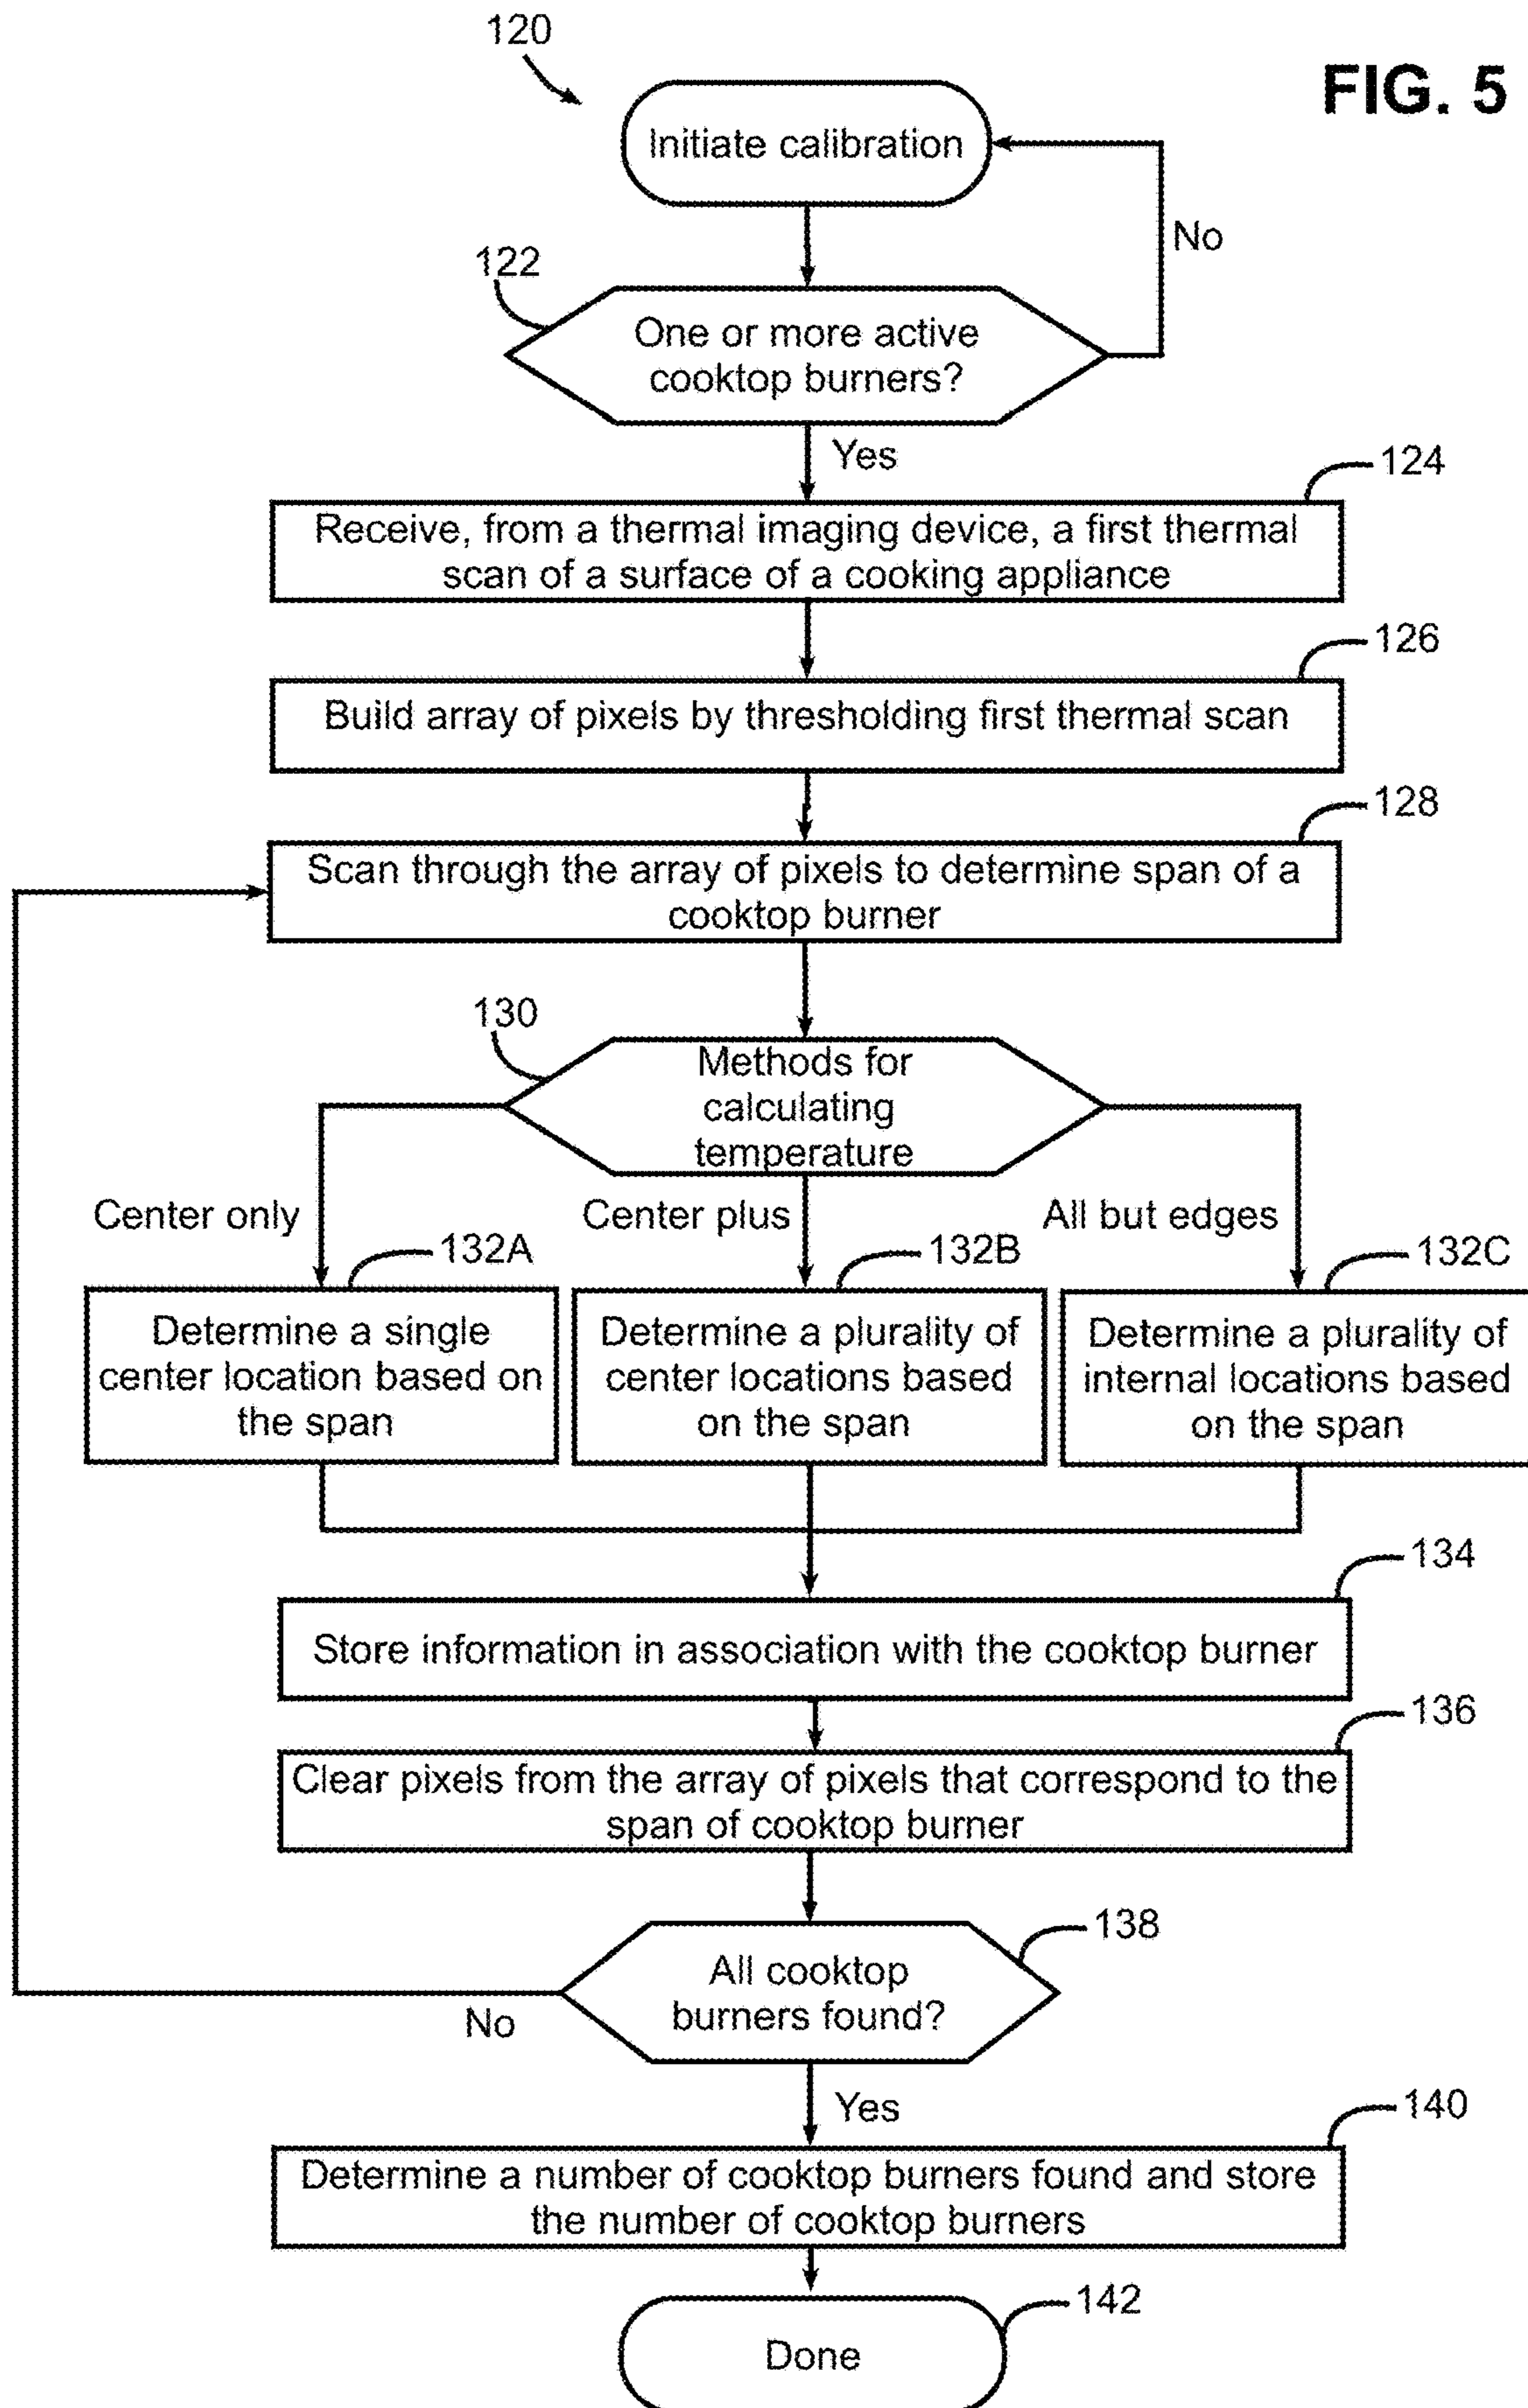 120
FIG. 5
Initiate calibration
No
122
One or more active
cooktop burners?
Yes
124
Receive, from a thermal imaging device, a first thermal
scan of a surface of a cooking appliance
126
Build array of pixels by thresholding first thermal scan
128
Scan through the array of pixels to determine span of a
cooktop burner
130
Methods for
calculating
temperature
Center only
Center plus
All but edges
132A
132B
132C
Determine a single
center location based on
the span
Determine a plurality of
center locations based
on the span
Determine a plurality of
internal locations based
on the span
134
Store information in association with the cooktop burner
136
Clear pixels from the array of pixels that correspond to the
span of cooktop burner
138
All cooktop
burners found?
No
Yes
140
Determine a number of cooktop burners found and store
the number of cooktop burners
142
Done